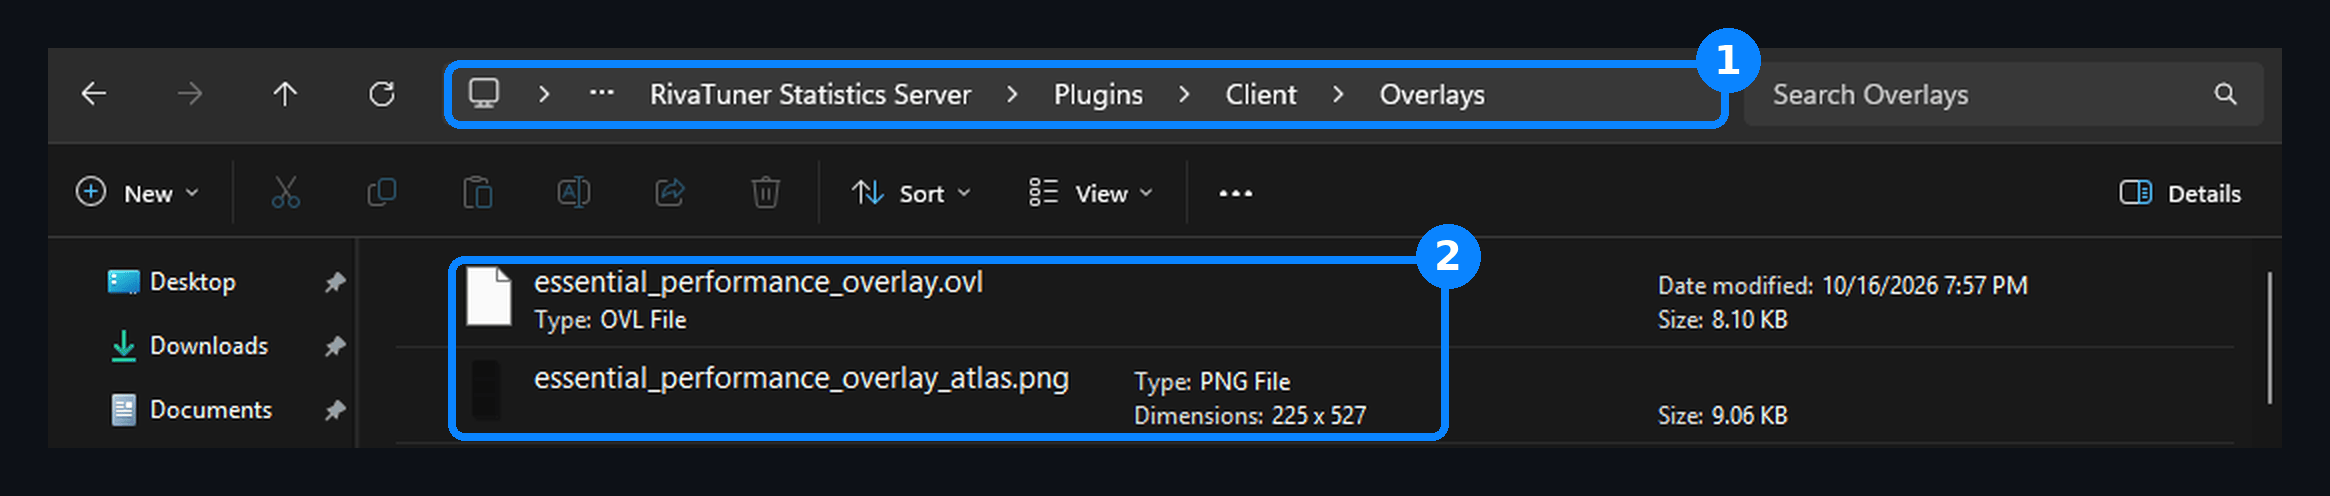 1
RivaTuner Statistics Server > Plugins > Client > Overlays
Search Overlays
New
Sort
View
Details
2
Desktop
Downloads
Documents
essential_performance_overlay.ovl
Type: OVL File
Date modified: 10/16/2026 7:57 PM
Size: 8.10 KB
essential_performance_overlay_atlas.png
Type: PNG File
Dimensions: 225 x 527
Size: 9.06 KB